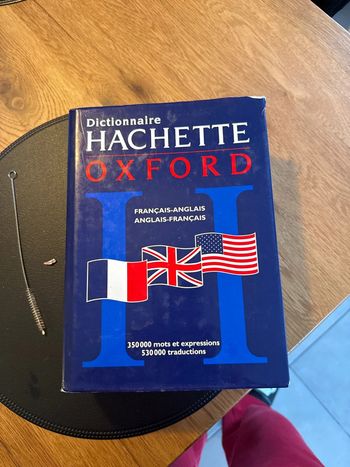 Dictionnaire
HACHETTE
OXFORD
FRANÇAIS-ANGLAIS
ANGLAIS-FRANÇAIS
350000 mots et expressions
530000 traductions